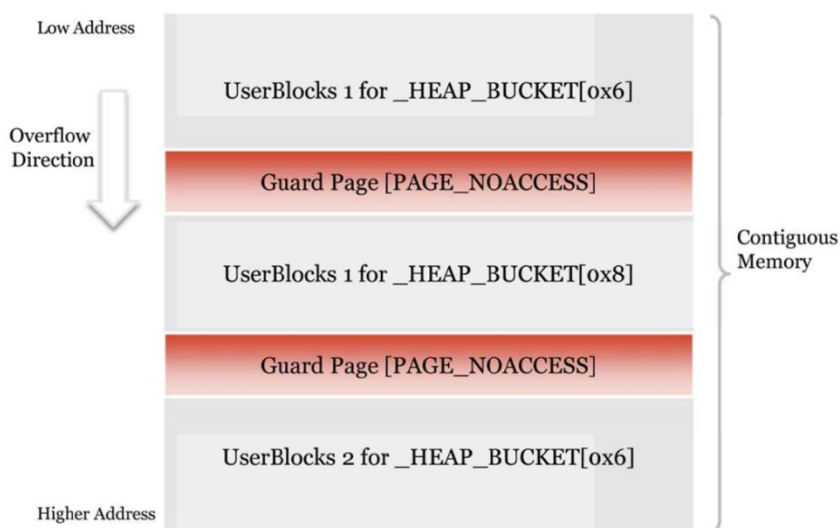 Low Address
UserBlocks 1 for _HEAP_BUCKET[0x6]
Overflow
Direction
Guard Page [PAGE_NOACCESS]
UserBlocks 1 for _HEAP_BUCKET[0x8]
Contiguous
Memory
Guard Page [PAGE_NOACCESS]
UserBlocks 2 for _HEAP_BUCKET[0x6]
Higher Address